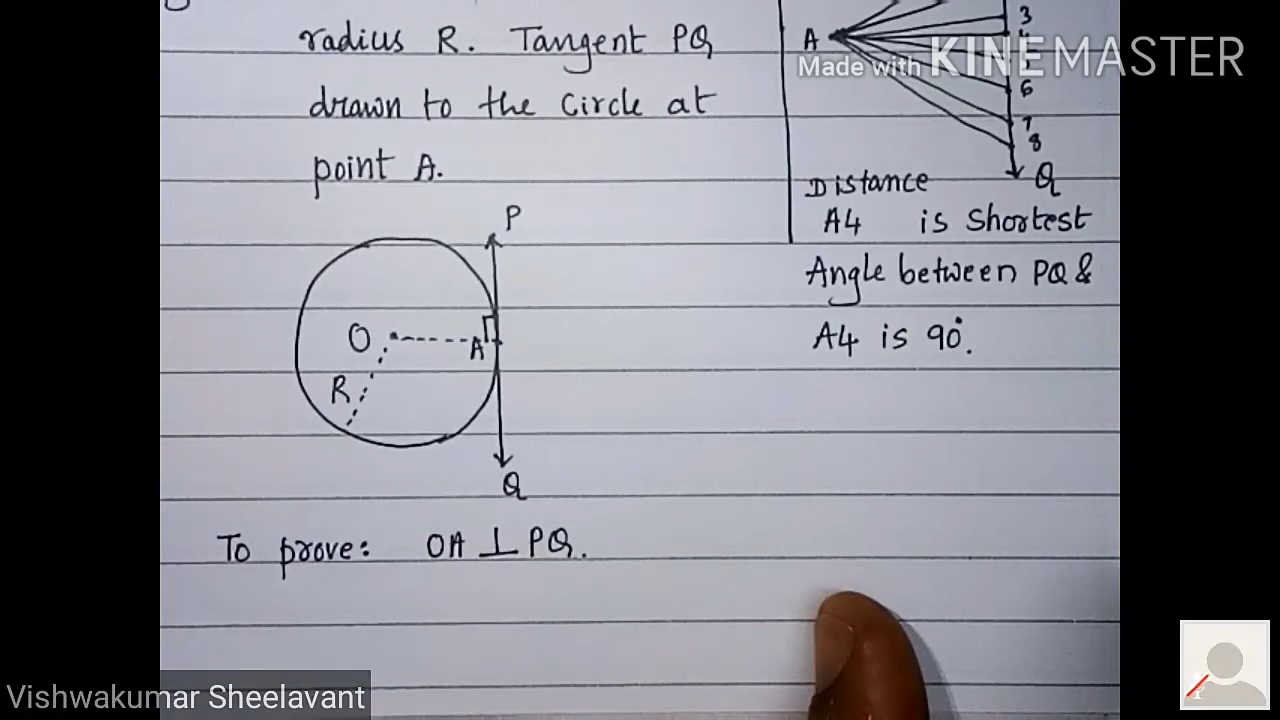 radius R. Tangent PQ
drawn to the Circle at
point A.
P
O
A
R
Q
To prove: OA ⊥ PQ.
3
A
Made with KINEMASTER
6
7
8
Q
Distance
A4 is Shortest
Angle between PQ &
A4 is 90°.
Vishwakumar Sheelavant